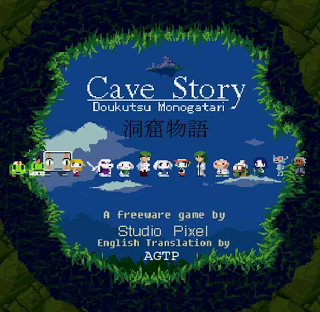 Cave Story
Doukutsu Monogatari
洞窟物語
A freeware game by
Studio Pixel
English Translation by
AGTP